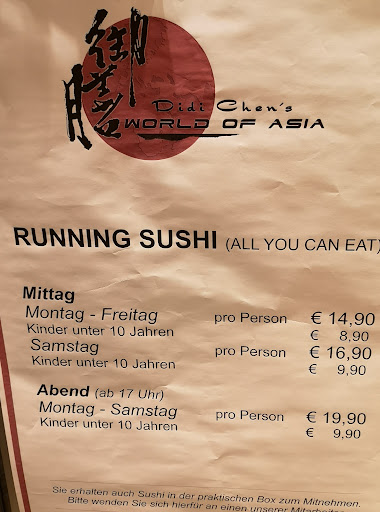 御膳
Didi Chen's
WORLD OF ASIA
RUNNING SUSHI (ALL YOU CAN EAT)
Mittag
Montag - Freitag pro Person € 14,90
Kinder unter 10 Jahren € 8,90
Samstag pro Person € 16,90
Kinder unter 10 Jahren € 9,90
Abend (ab 17 Uhr)
Montag - Samstag pro Person € 19,90
Kinder unter 10 Jahren € 9,90
Sie erhalten auch Sushi in der praktischen Box zum Mitnehmen.
Bitte wenden Sie sich hierfür an einen unserer Mitarbeiter